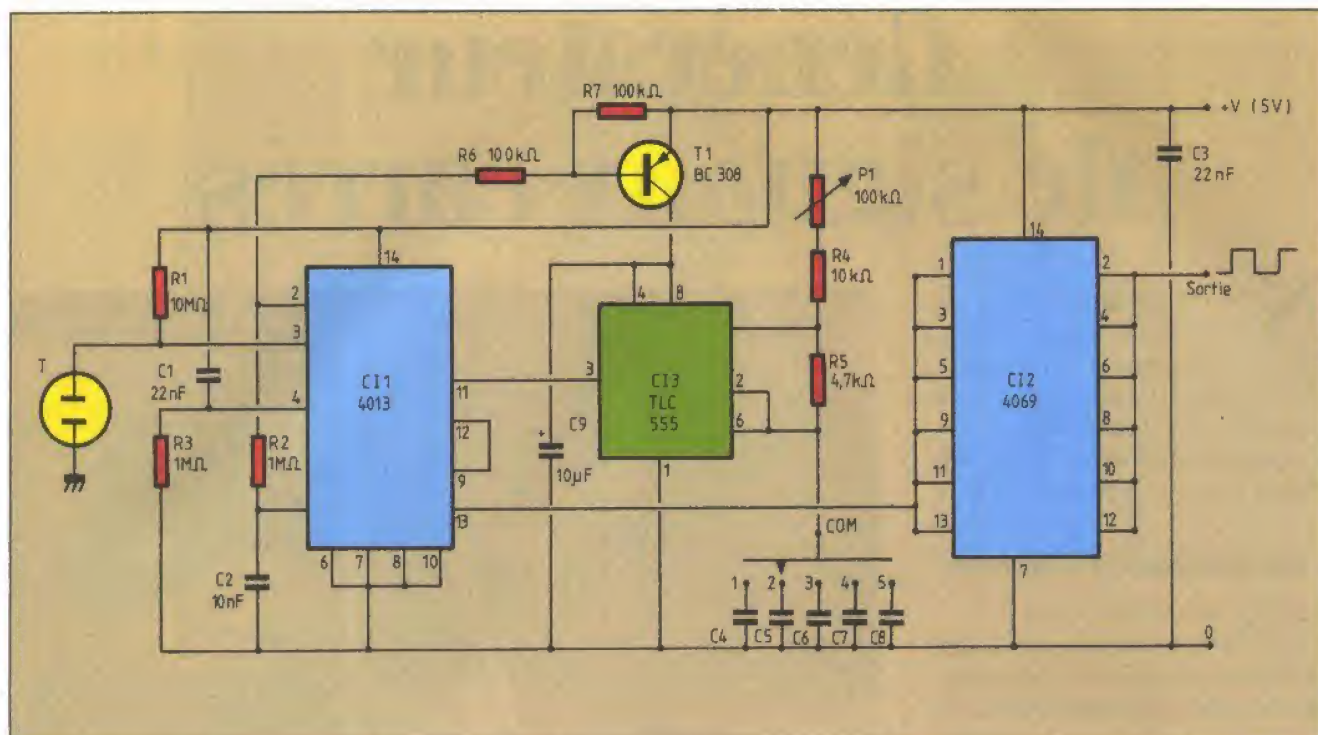 R7 100kΩ
+V (5V)
R6 100kΩ
T1
BC 308
C3
22nF
P1
100kΩ
14
14
R1
10MΩ
R4
10kΩ
1
2
Sortie
2
4
8
3
3
4
T
C1
22nF
CI1
4013
11
3
CI3
TLC
555
2
R5
4,7kΩ
5
CI2
4069
6
4
12
C9
6
9
8
R3
1MΩ
R2
1MΩ
10µF
1
11
10
9
13
13
12
COM
6
7
8
10
7
C2
10nF
1
2
3
4
5
C4
C5
C6
C7
C8
0